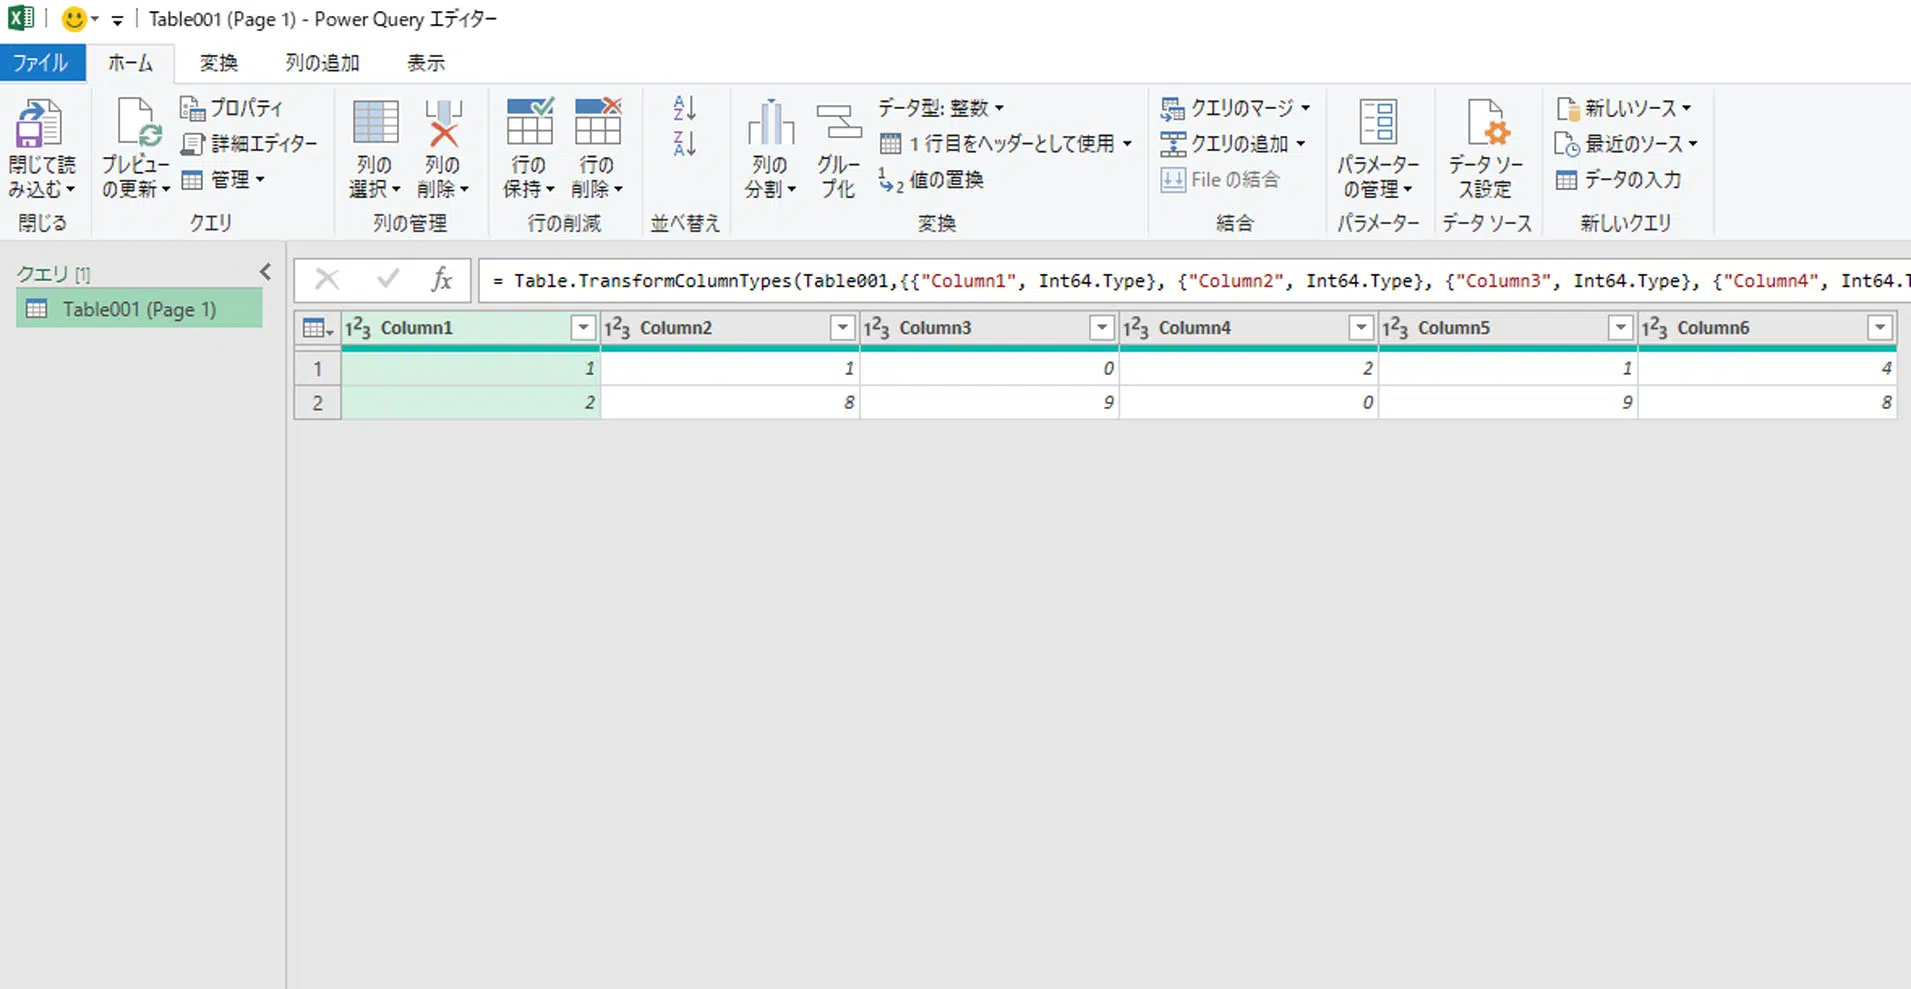 Table001 (Page 1) - Power Query エディター
ファイル ホーム 変換 列の追加 表示
閉じて読み込む
閉じる
プレビューの更新
プロパティ
詳細エディター
管理
クエリ
列の選択
列の削除
列の管理
行の保持
行の削除
行の削減
並べ替え
列の分割
グループ化
データ型: 整数
1 行目をヘッダーとして使用
1 2 値の置換
変換
クエリのマージ
クエリの追加
File の結合
結合
パラメーターの管理
パラメーター
データ ソース設定
データ ソース
新しいソース
最近のソース
データの入力
新しいクエリ
クエリ [1]
Table001 (Page 1)
fx = Table.TransformColumnTypes(Table001,{{"Column1", Int64.Type}, {"Column2", Int64.Type}, {"Column3", Int64.Type}, {"Column4", Int64.T
123 Column1 123 Column2 123 Column3 123 Column4 123 Column5 123 Column6
1 1 1 0 2 1 4
2 2 8 9 0 9 8